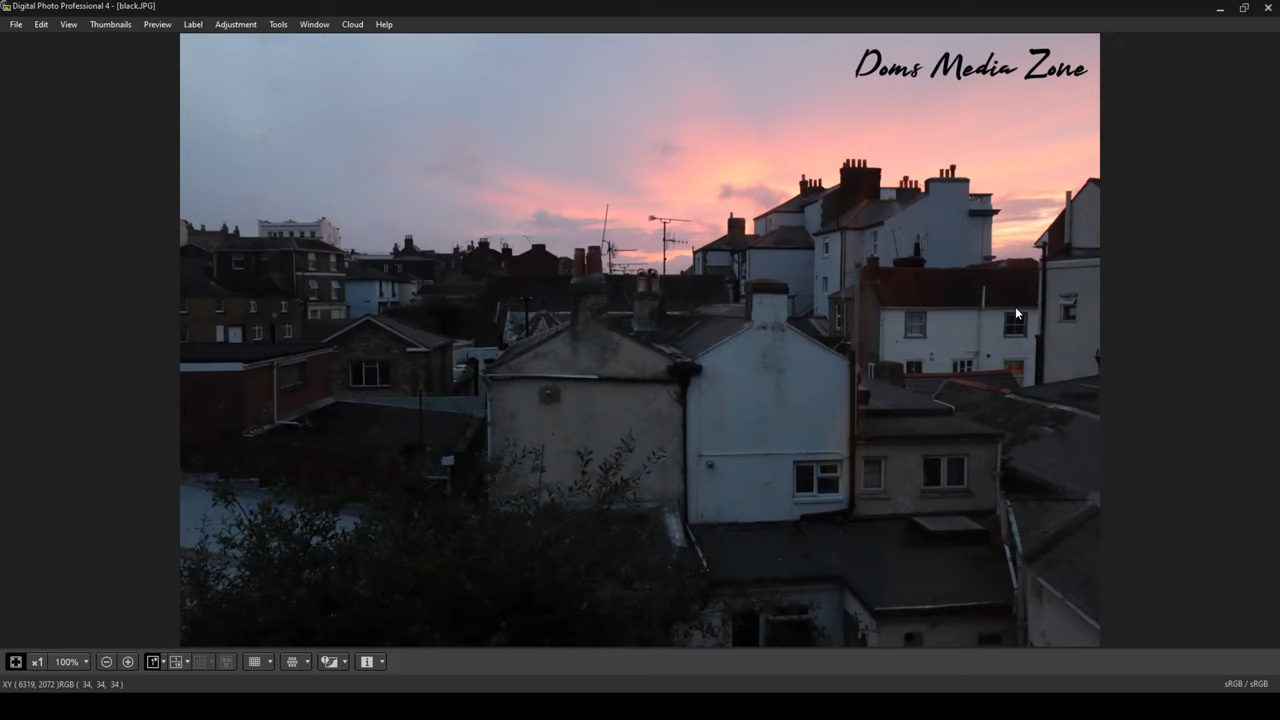 Digital Photo Professional 4 - [black.JPG]
File Edit View Thumbnails Preview Label Adjustment Tools Window Cloud Help
Doms Media Zone
x1 100%
XY ( 6319, 2072 )RGB ( 34, 34, 34 )
sRGB / sRGB